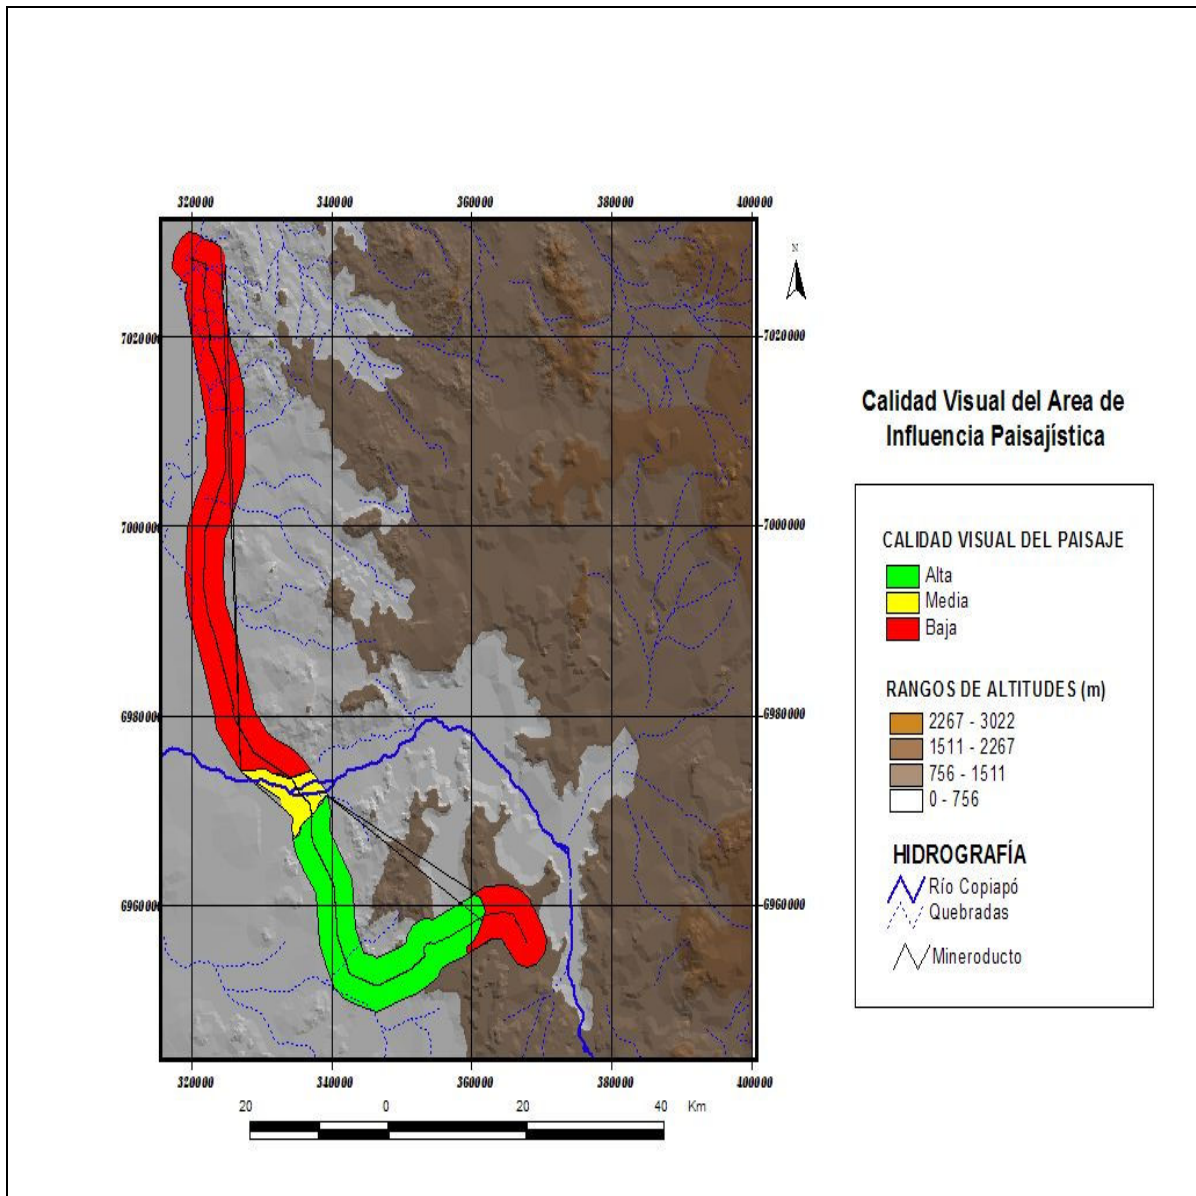 320000 340000 360000 380000 400000
N
7020000 7020000
7000000 7000000
6980000 6980000
6960000 6960000
320000 340000 360000 380000 400000
20 0 20 40 Km
Calidad Visual del Area de
Influencia Paisajística
CALIDAD VISUAL DEL PAISAJE
Alta
Media
Baja
RANGOS DE ALTITUDES (m)
2267 - 3022
1511 - 2267
756 - 1511
0 - 756
HIDROGRAFÍA
Río Copiapó
Quebradas
Mineroducto